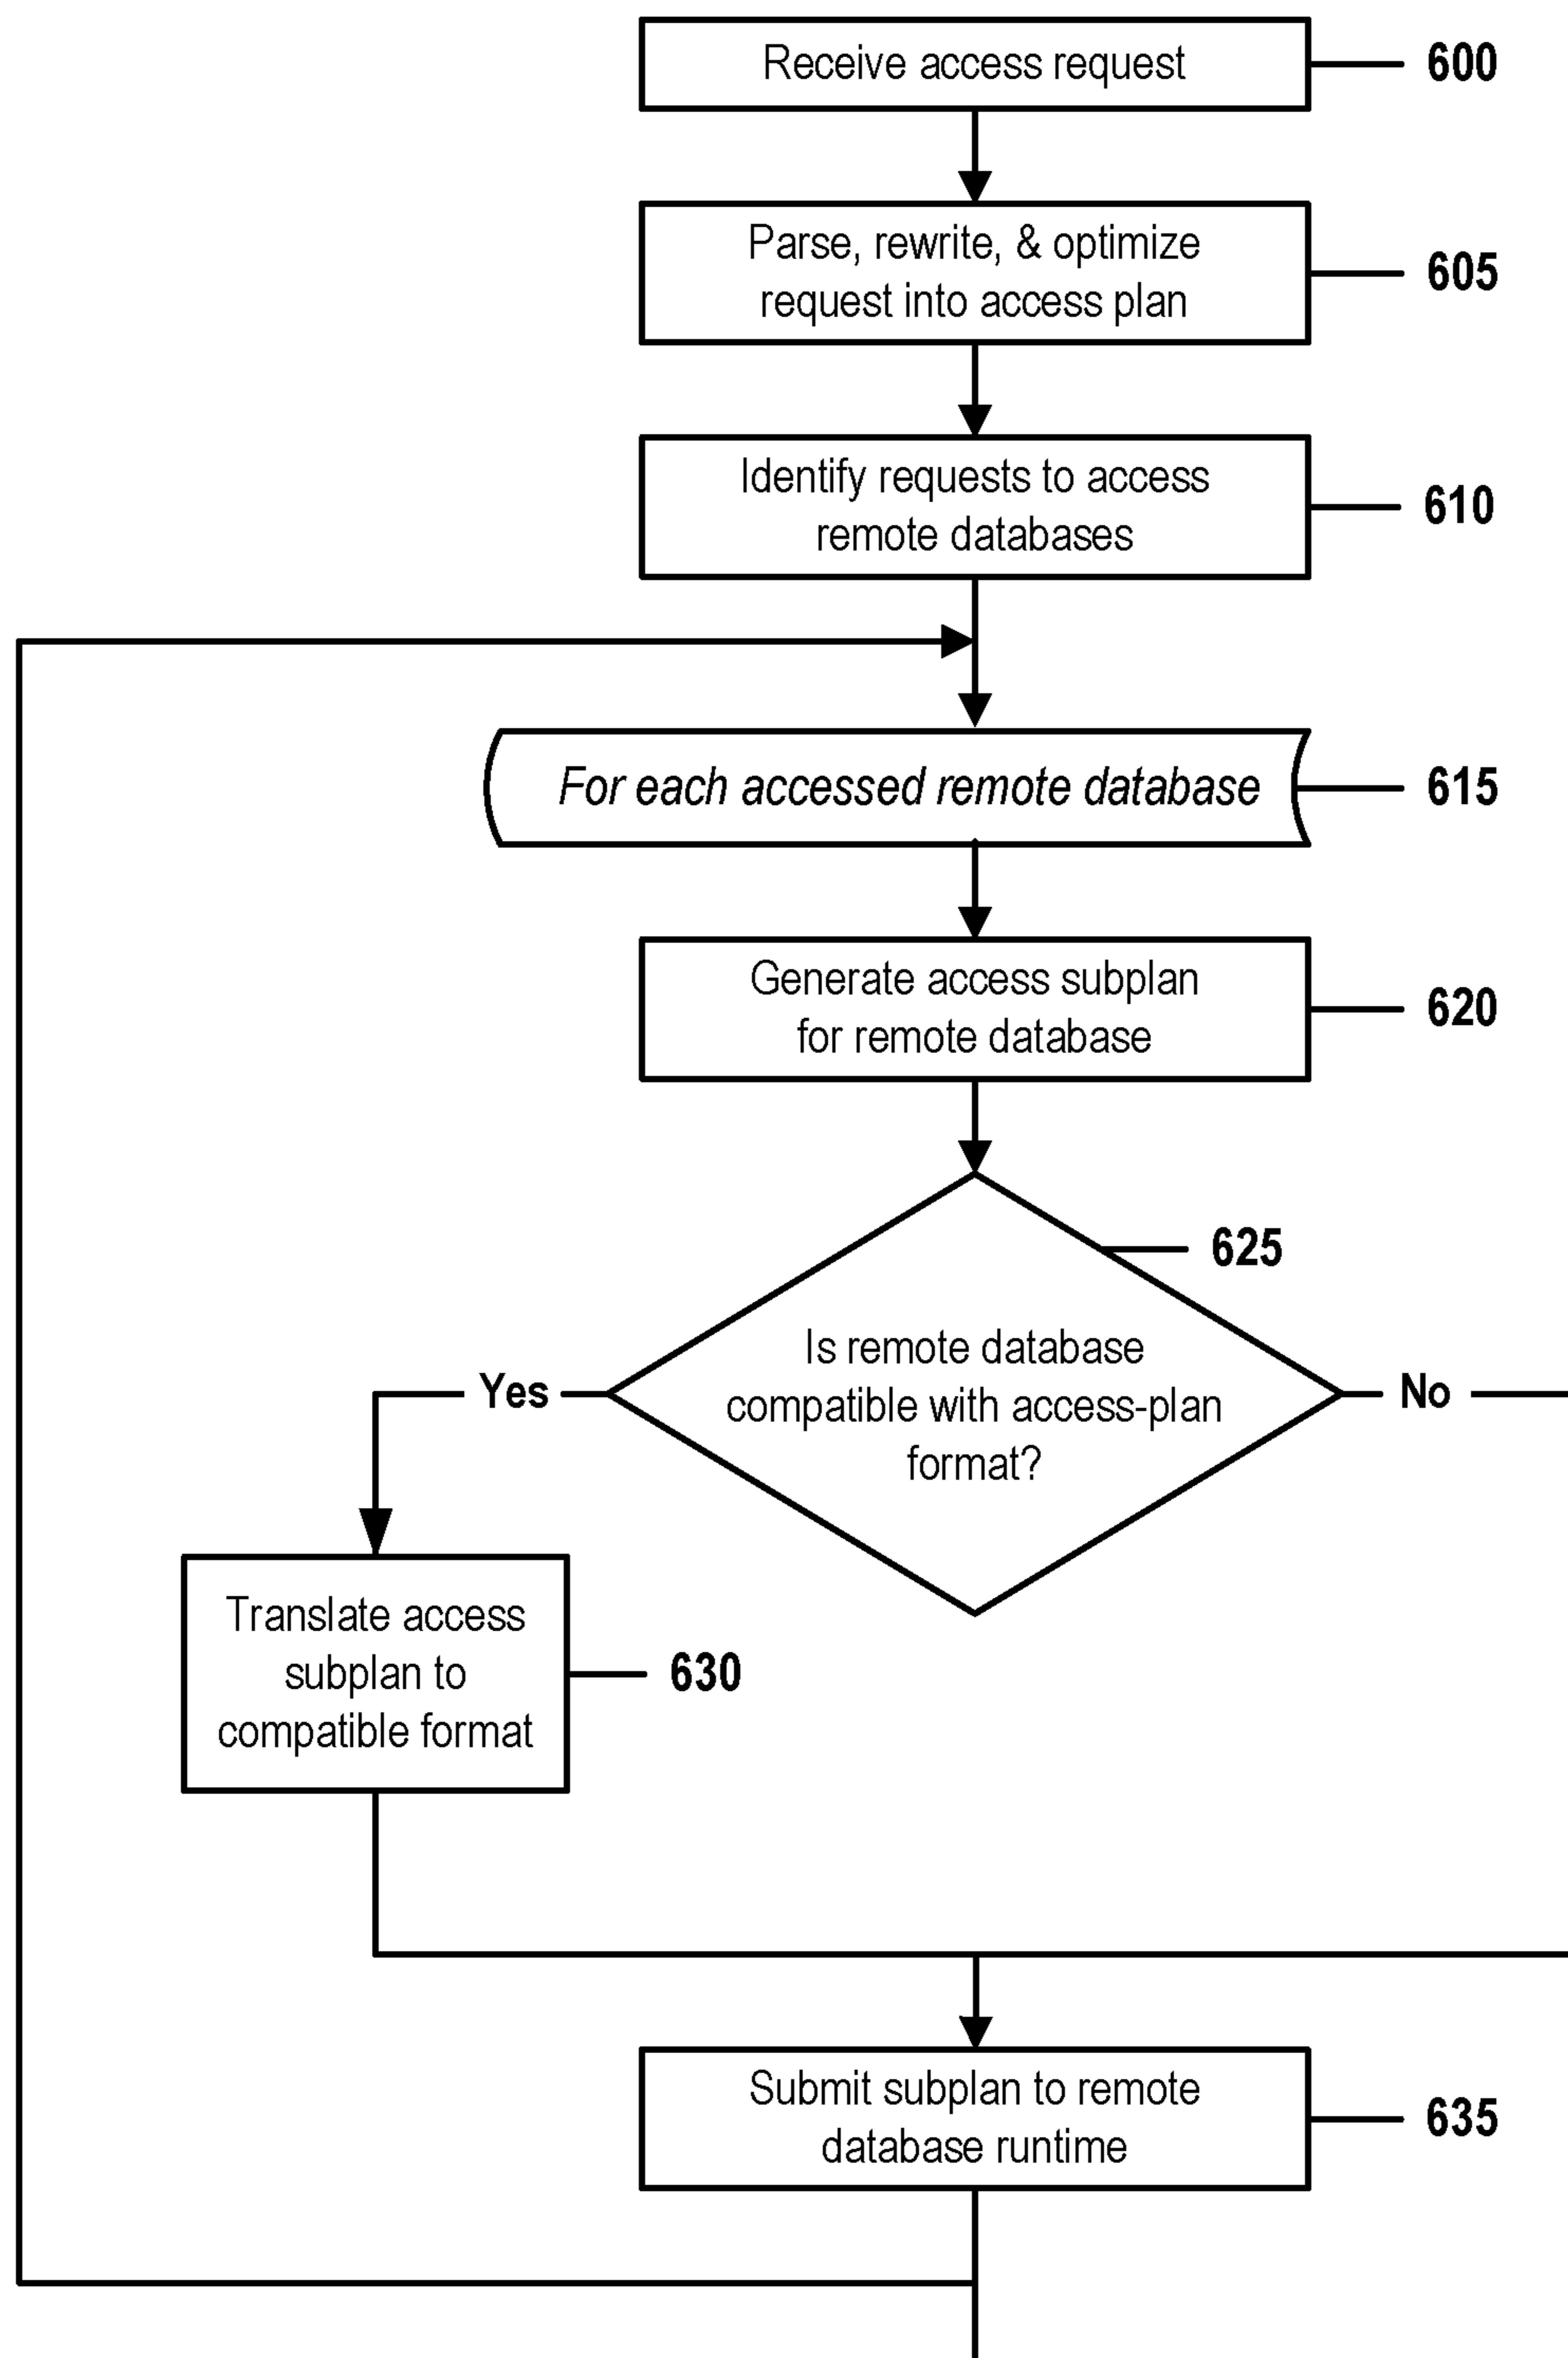 Receive access request
600
Parse, rewrite, & optimize
request into access plan
605
Identify requests to access
remote databases
610
For each accessed remote database
615
Generate access subplan
for remote database
620
625
Is remote database
compatible with access-plan
format?
Yes
No
Translate access
subplan to
compatible format
630
Submit subplan to remote
database runtime
635